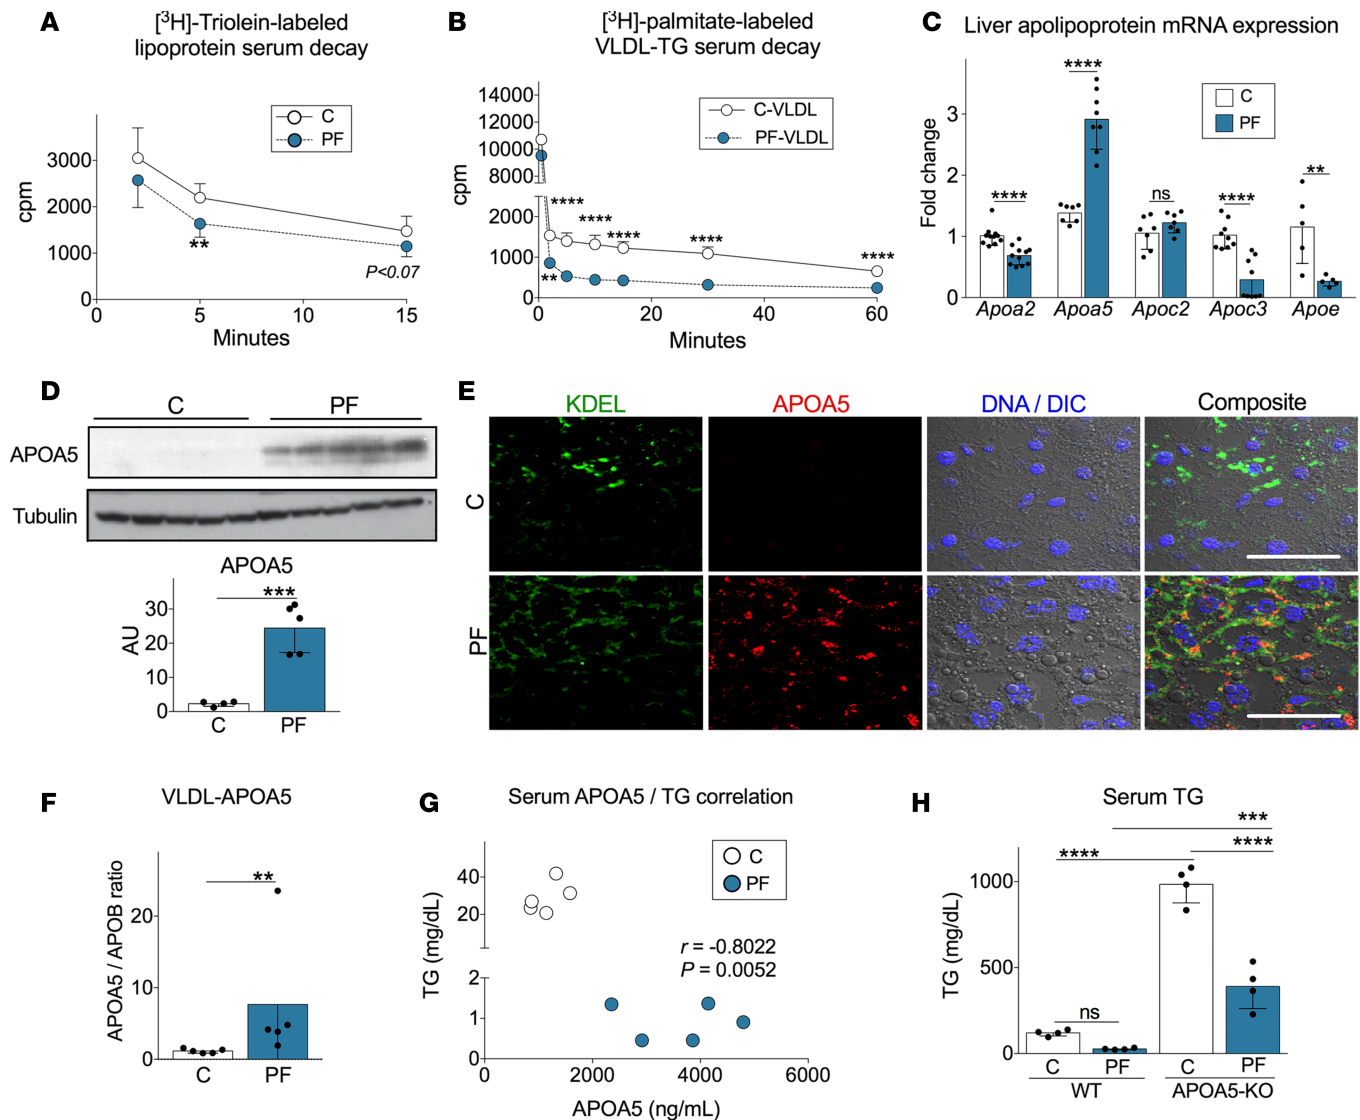 A
[³H]-Triolein-labeled
lipoprotein serum decay
C
PF
cpm
3000
2000
1000
0
**
P<0.07
0 5 10 15
Minutes
B
[³H]-palmitate-labeled
VLDL-TG serum decay
C-VLDL
PF-VLDL
cpm
14000
12000
10000
8000
2000
1000
0
****
****
****
****
****
**
0 20 40 60
Minutes
C
Liver apolipoprotein mRNA expression
C
PF
Fold change
3
2
1
0
****
****
ns
****
**
Apoa2 Apoa5 Apoc2 Apoc3 Apoe
D
C PF
APOA5
Tubulin
APOA5
***
AU
30
20
10
0
C PF
E
KDEL APOA5 DNA / DIC Composite
C
PF
F
VLDL-APOA5
**
APOA5 / APOB ratio
20
10
0
C PF
G
Serum APOA5 / TG correlation
C
PF
TG (mg/dL)
40
20
2
1
0
r = -0.8022
P = 0.0052
0 2000 4000 6000
APOA5 (ng/mL)
H
Serum TG
***
****
****
ns
TG (mg/dL)
1000
500
0
C PF C PF
WT APOA5-KO